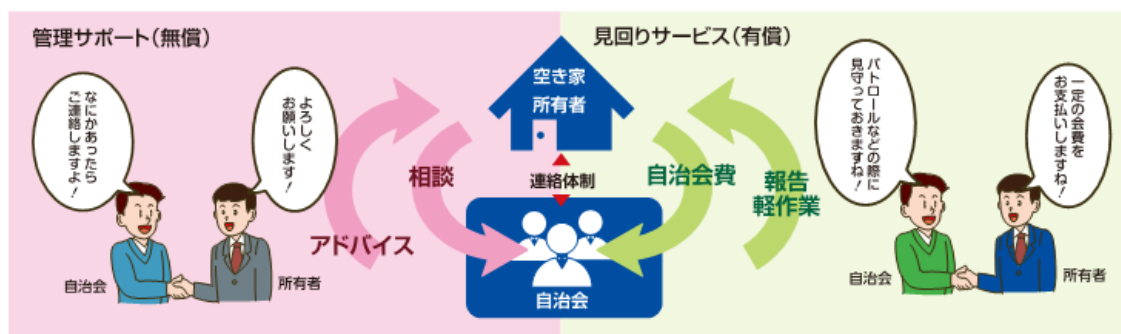 管理サポート(無償)
なにかあったら
ご連絡しますよ!
よろしく
お願いします!
自治会
所有者
相談
アドバイス
空き家
所有者
連絡体制
自治会
見回りサービス(有償)
自治会費
報告
軽作業
パトロールなどの際に
見守っておきますね!
一定の会費を
お支払いしますね!
自治会
所有者